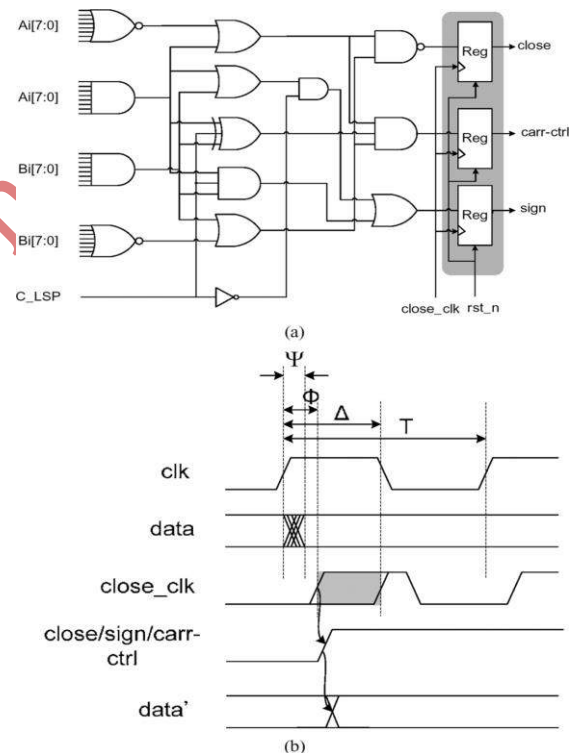 Ai[7:0]
Ai[7:0]
Bi[7:0]
Bi[7:0]
C_LSP
Reg
close
Reg
carr-ctrl
Reg
sign
close_clk
rst_n
(a)
Ψ
Φ
Δ
T
clk
data
close_clk
close/sign/carr-
ctrl
data'
(b)